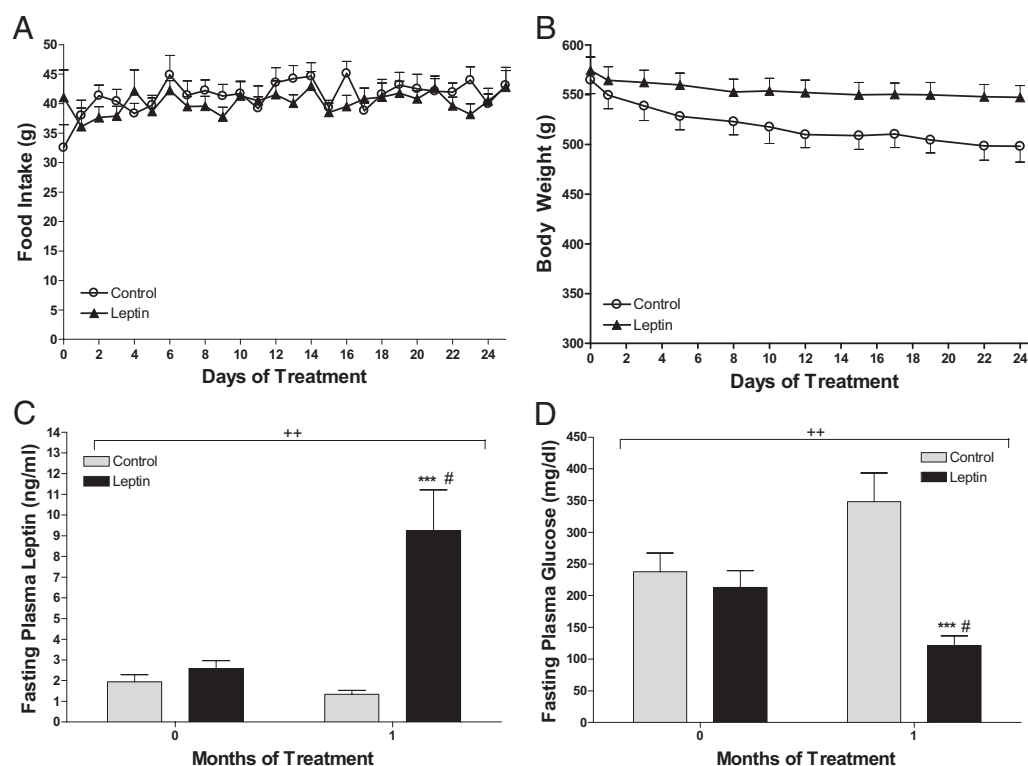 A
Food Intake (g)
50
45
40
35
30
25
20
15
10
5
0
Control
Leptin
0 2 4 6 8 10 12 14 16 18 20 22 24
Days of Treatment
B
Body Weight (g)
600
550
500
450
400
350
300
Control
Leptin
0 2 4 6 8 10 12 14 16 18 20 22 24
Days of Treatment
C
Fasting Plasma Leptin (ng/ml)
14
13
12
11
10
9
8
7
6
5
4
3
2
1
0
++
Control
Leptin
*** #
0 1
Months of Treatment
D
Fasting Plasma Glucose (mg/dl)
450
400
350
300
250
200
150
100
50
0
++
Control
Leptin
*** #
0 1
Months of Treatment